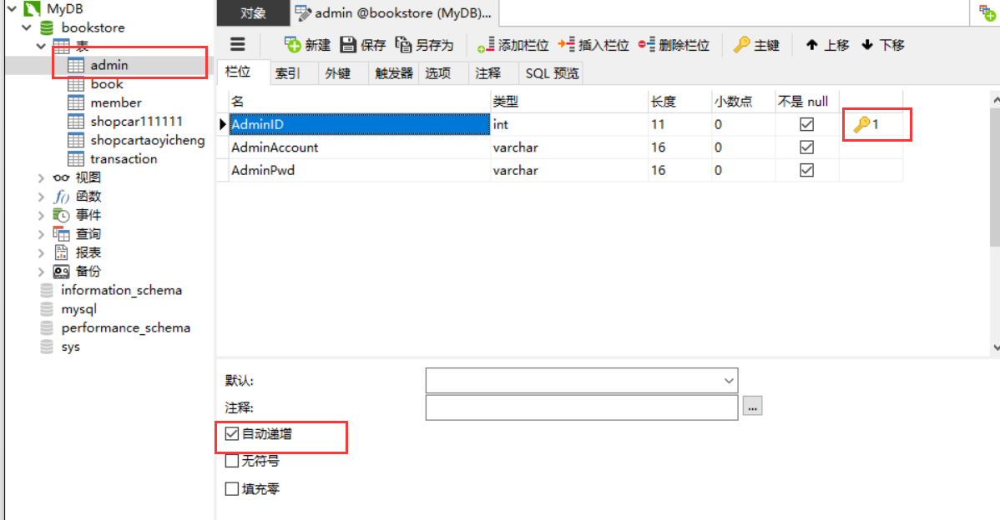 MyDB
bookstore
表
admin
book
member
shopcar111111
shopcartaoyicheng
transaction
视图
函数
事件
查询
报表
备份
information_schema
mysql
performance_schema
sys
对象 admin @bookstore (MyDB)...
新建 保存 另存为 添加栏位 插入栏位 删除栏位 主键 上移 下移
栏位 索引 外键 触发器 选项 注释 SQL 预览
名 类型 长度 小数点 不是 null
AdminID int 11 0 1
AdminAccount varchar 16 0
AdminPwd varchar 16 0
默认:
注释: ...
自动递增
无符号
填充零